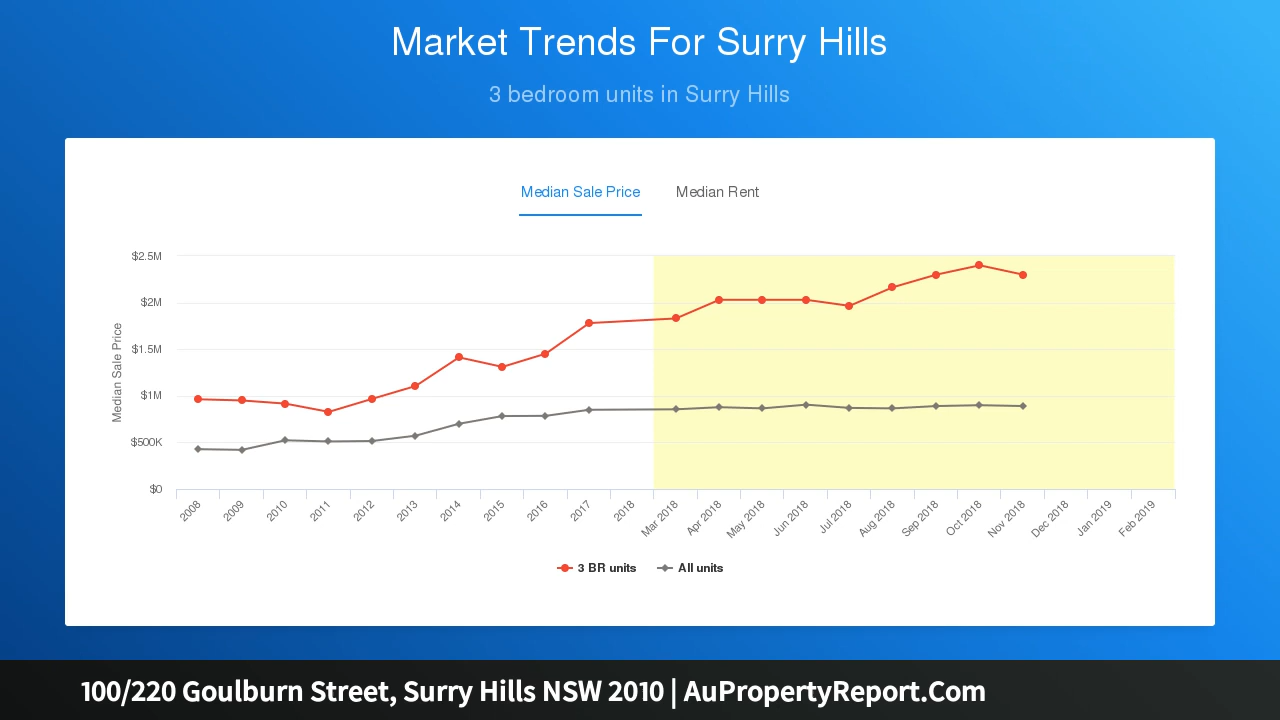 Market Trends For Surry Hills
3 bedroom units in Surry Hills
Median Sale Price Median Rent
Median Sale Price
$2.5M
$2M
$1.5M
$1M
$500K
$0
2008 2009 2010 2011 2012 2013 2014 2015 2016 2017 2018 Mar 2018 Apr 2018 May 2018 Jun 2018 Jul 2018 Aug 2018 Sep 2018 Oct 2018 Nov 2018 Dec 2018 Jan 2019 Feb 2019
3 BR units All units
100/220 Goulburn Street, Surry Hills NSW 2010 | AuPropertyReport.Com